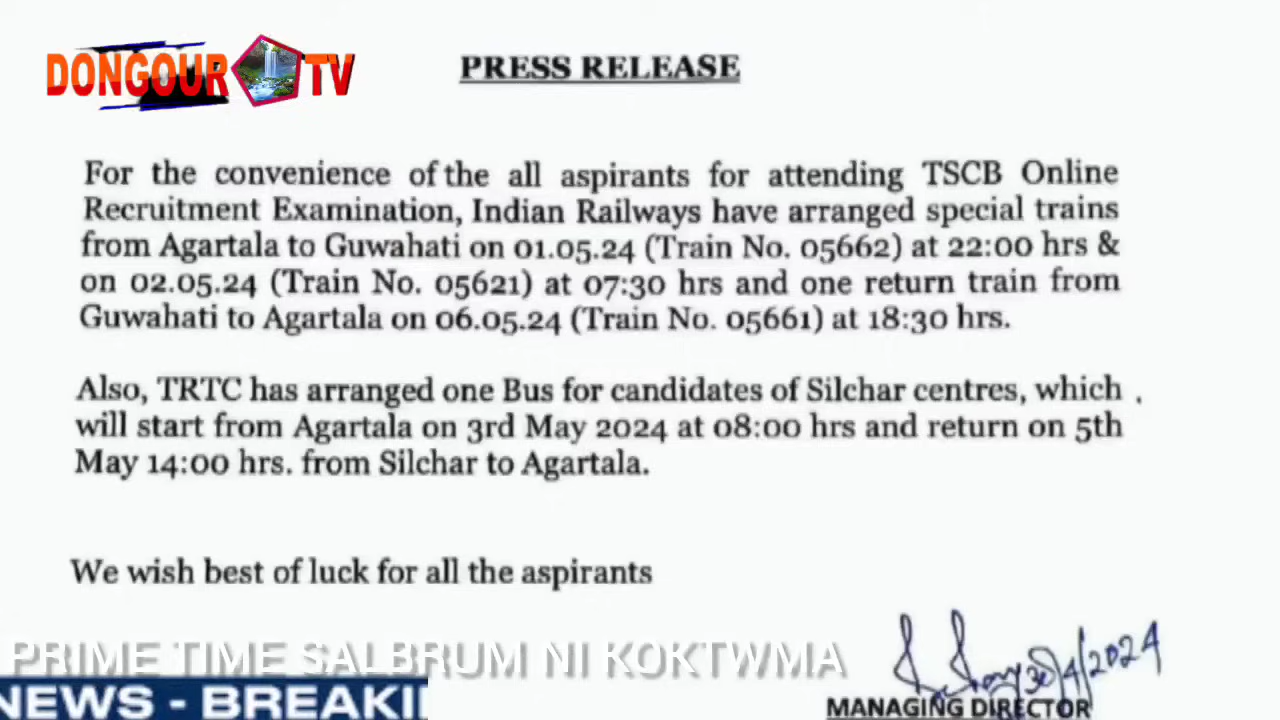 DONGOUR TV
PRESS RELEASE
For the convenience of the all aspirants for attending TSCB Online
Recruitment Examination, Indian Railways have arranged special trains
from Agartala to Guwahati on 01.05.24 (Train No. 05662) at 22:00 hrs &
on 02.05.24 (Train No. 05621) at 07:30 hrs and one return train from
Guwahati to Agartala on 06.05.24 (Train No. 05661) at 18:30 hrs.
Also, TRTC has arranged one Bus for candidates of Silchar centres, which
will start from Agartala on 3rd May 2024 at 08:00 hrs and return on 5th
May 14:00 hrs. from Silchar to Agartala.
We wish best of luck for all the aspirants
30/4/2024
MANAGING DIRECTOR
PRIME TIME SALBRUM NI KOKTWMA
NEWS - BREAKI